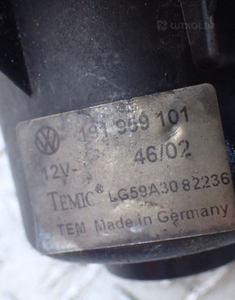 191 959 101
12V-
46/02
TEMIC® LG59A30 82236
TEM Made in Germany